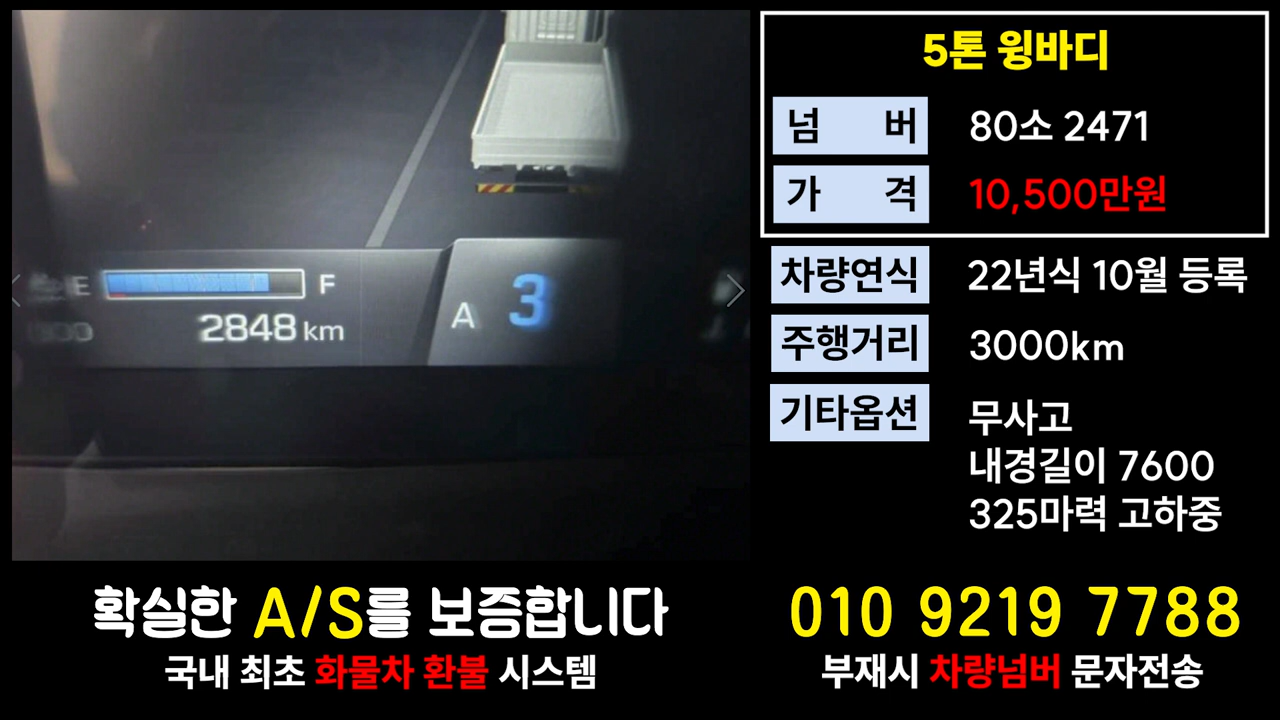 5톤 윙바디
넘 버 80소 2471
가 격 10,500만원
차량연식 22년식 10월 등록
주행거리 3000km
기타옵션 무사고
내경길이 7600
325마력 고하중
E F
2848 km
A 3
확실한 A/S를 보증합니다
국내 최초 화물차 환불 시스템
010 9219 7788
부재시 차량넘버 문자전송